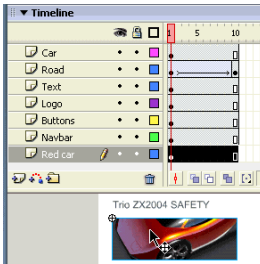 Timeline
1 5 10
Car
Road
Text
Logo
Buttons
Navbar
Red car
Trio ZX2004 SAFETY